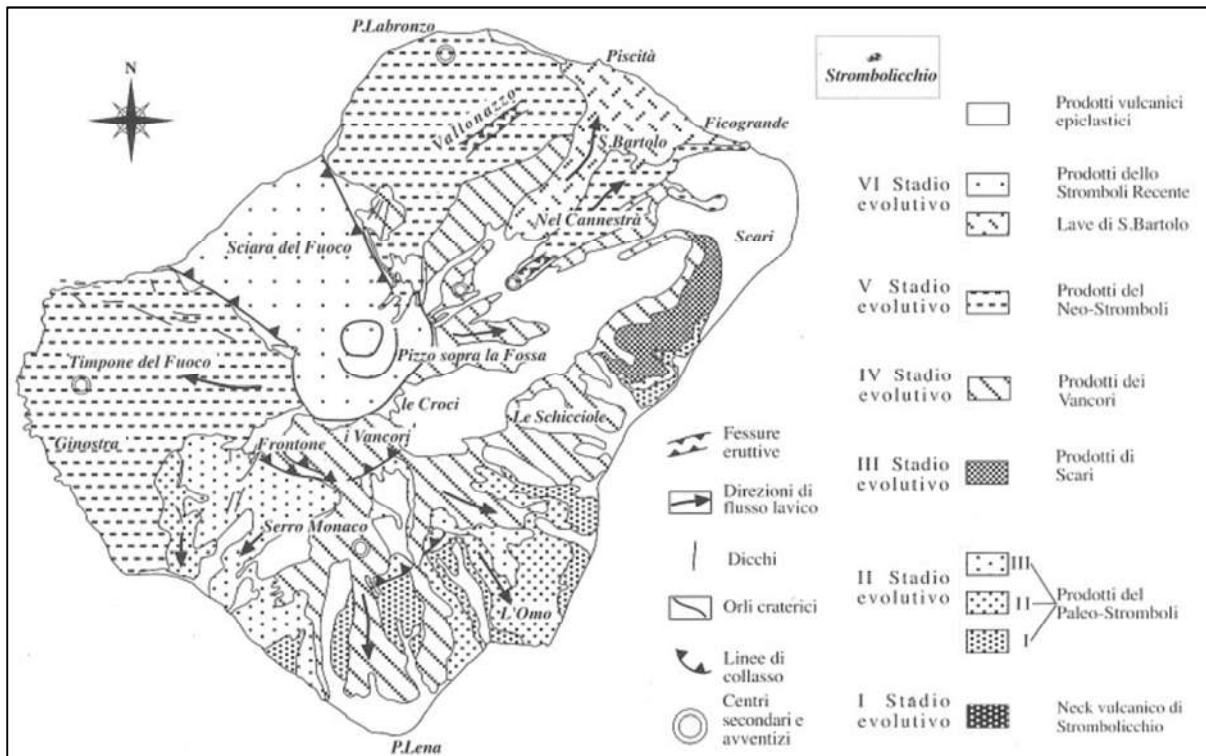 P.Labronzo
Piscità
Strombolicchio
N
Vallonazzo
Ficogrande
S.Bartolo
Nel Cannestrà
Sciara del Fuoco
Scari
Timpone del Fuoco
Pizzo sopra la Fossa
le Croci
Le Schicciole
Ginostra
Frontone
i Vancori
Serro Monaco
L'Omo
P.Lena
Fessure
eruttive
Direzioni di
flusso lavico
Dicchi
Orli craterici
Linee di
collasso
Centri
secondari e
avventizi
Prodotti vulcanici
epiclastici
VI Stadio
evolutivo
Prodotti dello
Stromboli Recente
Lave di S.Bartolo
V Stadio
evolutivo
Prodotti del
Neo-Stromboli
IV Stadio
evolutivo
Prodotti dei
Vancori
III Stadio
evolutivo
Prodotti di
Scari
II Stadio
evolutivo
III
II
I
Prodotti del
Paleo-Stromboli
I Stadio
evolutivo
Neck vulcanico di
Strombolicchio